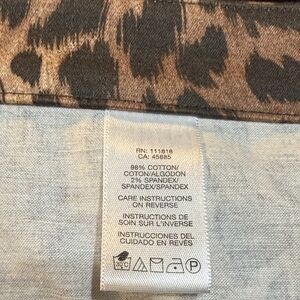 RN: 111818
CA: 45885
98% COTTON/
COTON/ALGODON
2% SPANDEX/
SPANDEX/SPANDEX
CARE INSTRUCTIONS
ON REVERSE
INSTRUCTIONS DE
SOIN SUR L'INVERSE
INSTRUCCIONES DEL
CUIDADO EN REVÉS
30°C P